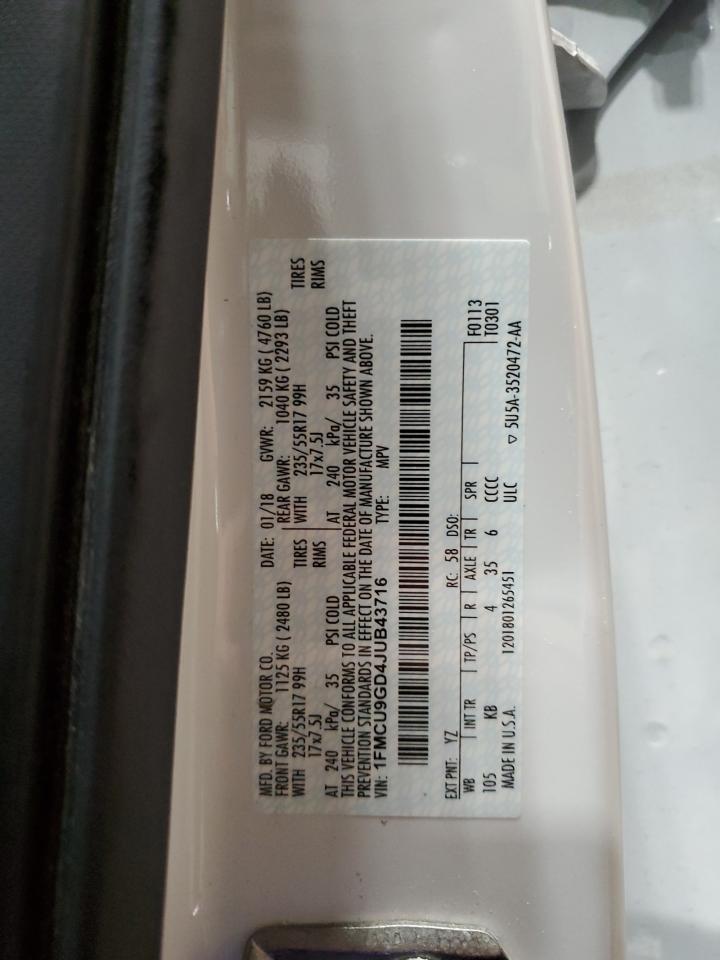 MFD. BY FORD MOTOR CO. DATE: 01/18 GVWR: 2159 KG ( 4760 LB)
FRONT GAWR: 1125 KG ( 2480 LB) REAR GAWR: 1040 KG ( 2293 LB)
WITH 235/55R17 99H TIRES WITH 235/55R17 99H TIRES
17x7.5J RIMS 17x7.5J RIMS
AT 240 kPa/ 35 PSI COLD AT 240 kPa/ 35 PSI COLD
THIS VEHICLE CONFORMS TO ALL APPLICABLE FEDERAL MOTOR VEHICLE SAFETY AND THEFT
PREVENTION STANDARDS IN EFFECT ON THE DATE OF MANUFACTURE SHOWN ABOVE.
VIN: 1FMCU9GD4JUB43716 TYPE: MPV
EXT PNT: YZ RC: 58 DSO:
WB INT TR TP/PS R AXLE TR SPR F0113
105 KB 4 35 6 CCCC T0301
MADE IN U.S.A. 1201801265451 ULC ▽ 5U5A-3520472-AA